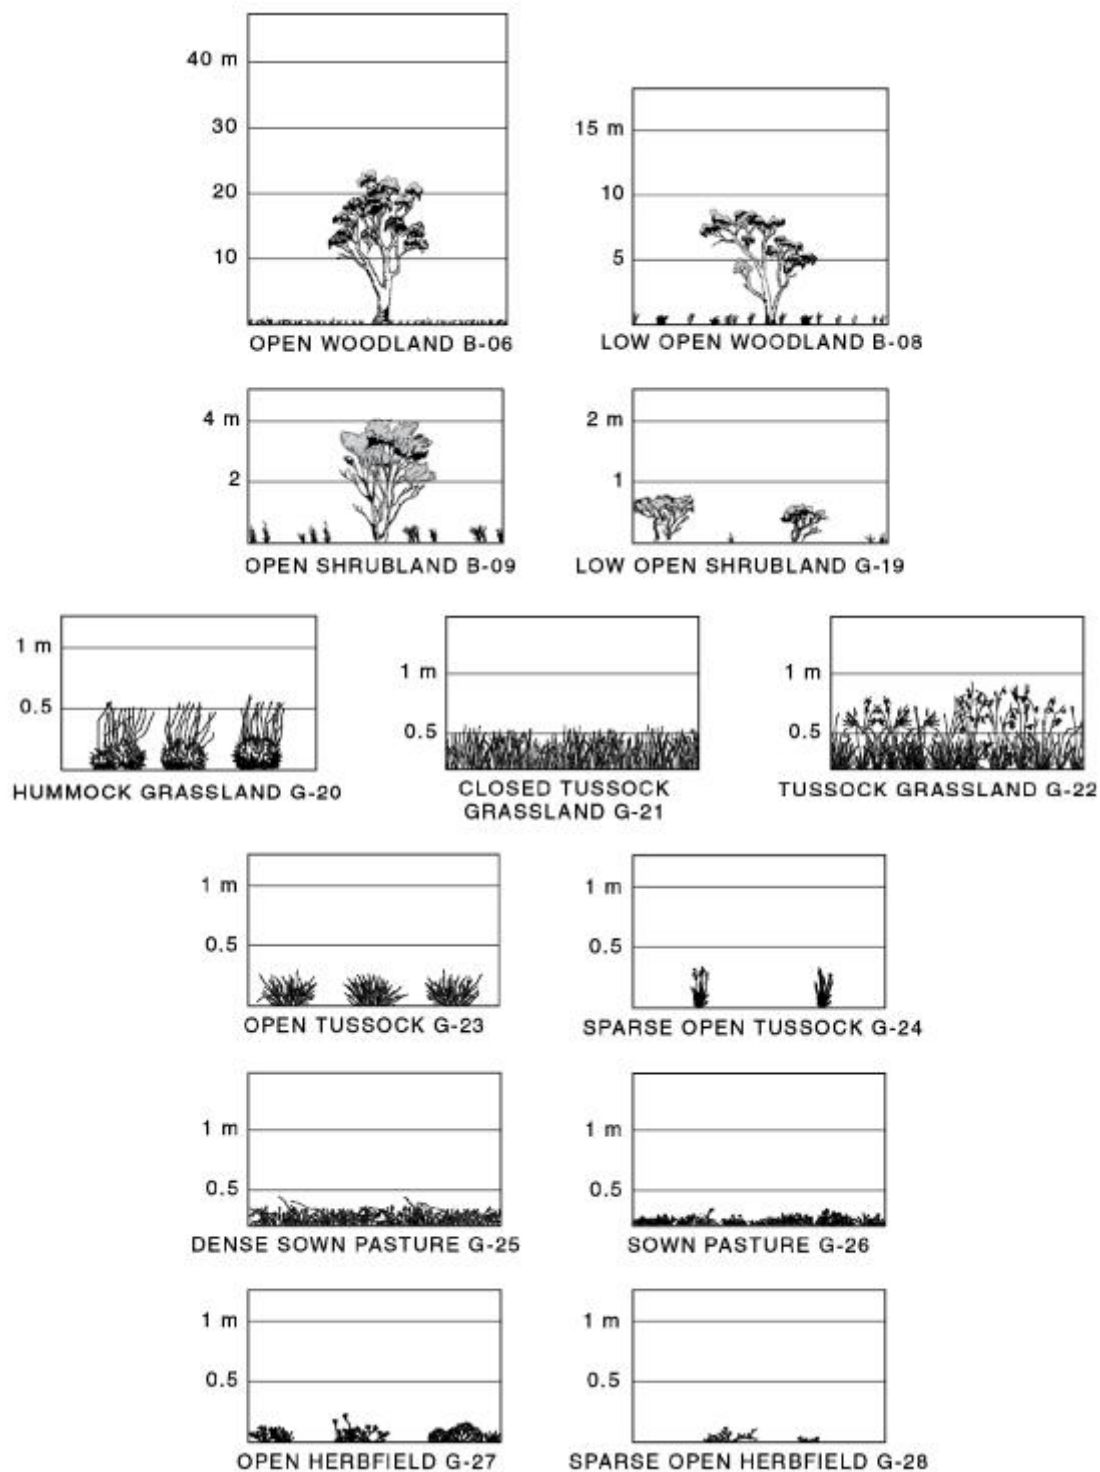 40 m
30
20
10
OPEN WOODLAND B-06
15 m
10
5
LOW OPEN WOODLAND B-08
4 m
2
OPEN SHRUBLAND B-09
2 m
1
LOW OPEN SHRUBLAND G-19
1 m
0.5
HUMMOCK GRASSLAND G-20
1 m
0.5
CLOSED TUSSOCK
GRASSLAND G-21
1 m
0.5
TUSSOCK GRASSLAND G-22
1 m
0.5
OPEN TUSSOCK G-23
1 m
0.5
SPARSE OPEN TUSSOCK G-24
1 m
0.5
DENSE SOWN PASTURE G-25
1 m
0.5
SOWN PASTURE G-26
1 m
0.5
OPEN HERBFIELD G-27
1 m
0.5
SPARSE OPEN HERBFIELD G-28